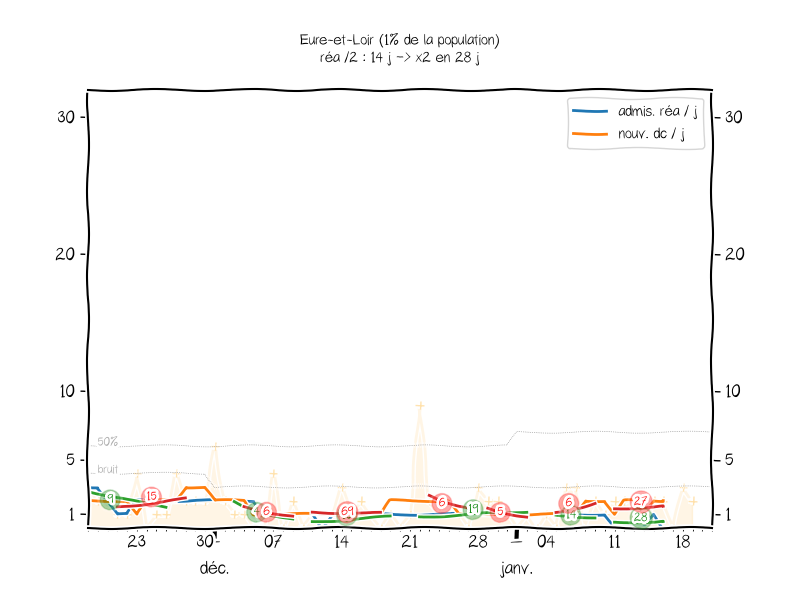 Eure-et-Loir (1% de la population)
réa /2 : 14 j -> x2 en 28 j
admis. réa / j
nouv. dc / j
30 30
20 20
10 10
50%
5 5
bruit
9 15 6 69 6 19 5 6 14 27 28
1 1
23 30 07 14 21 28 04 11 18
déc. janv.